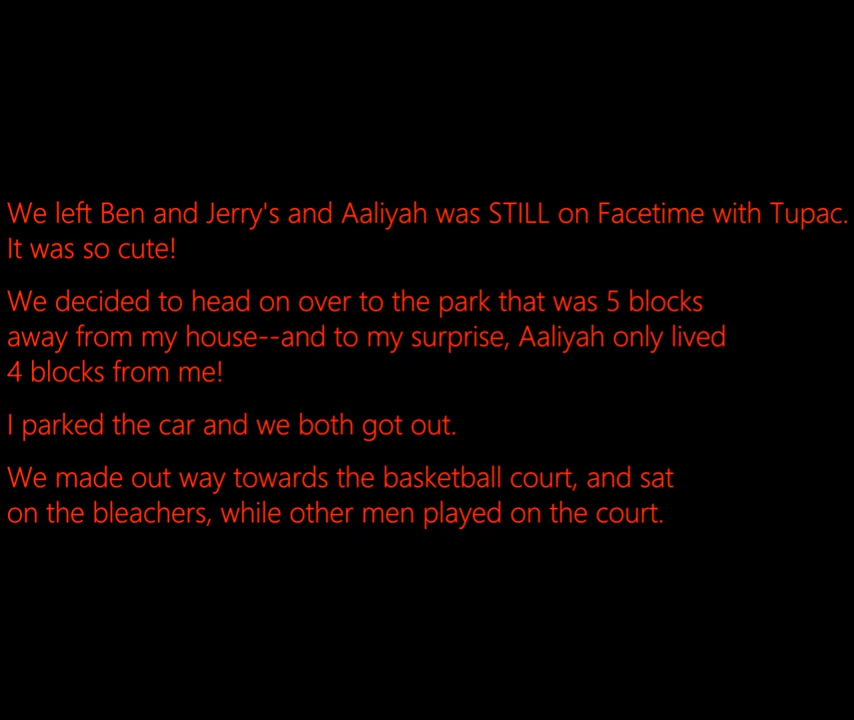 We left Ben and Jerry's and Aaliyah was STILL on Facetime with Tupac.
It was so cute!
We decided to head on over to the park that was 5 blocks
away from my house--and to my surprise, Aaliyah only lived
4 blocks from me!
I parked the car and we both got out.
We made out way towards the basketball court, and sat
on the bleachers, while other men played on the court.